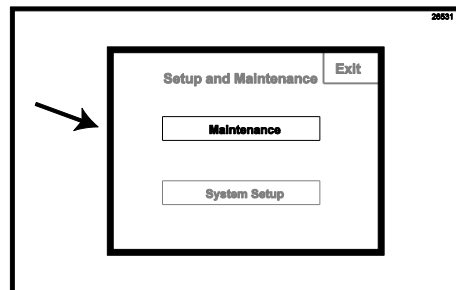 26531
Exit
Setup and Maintenance
Maintenance
System Setup